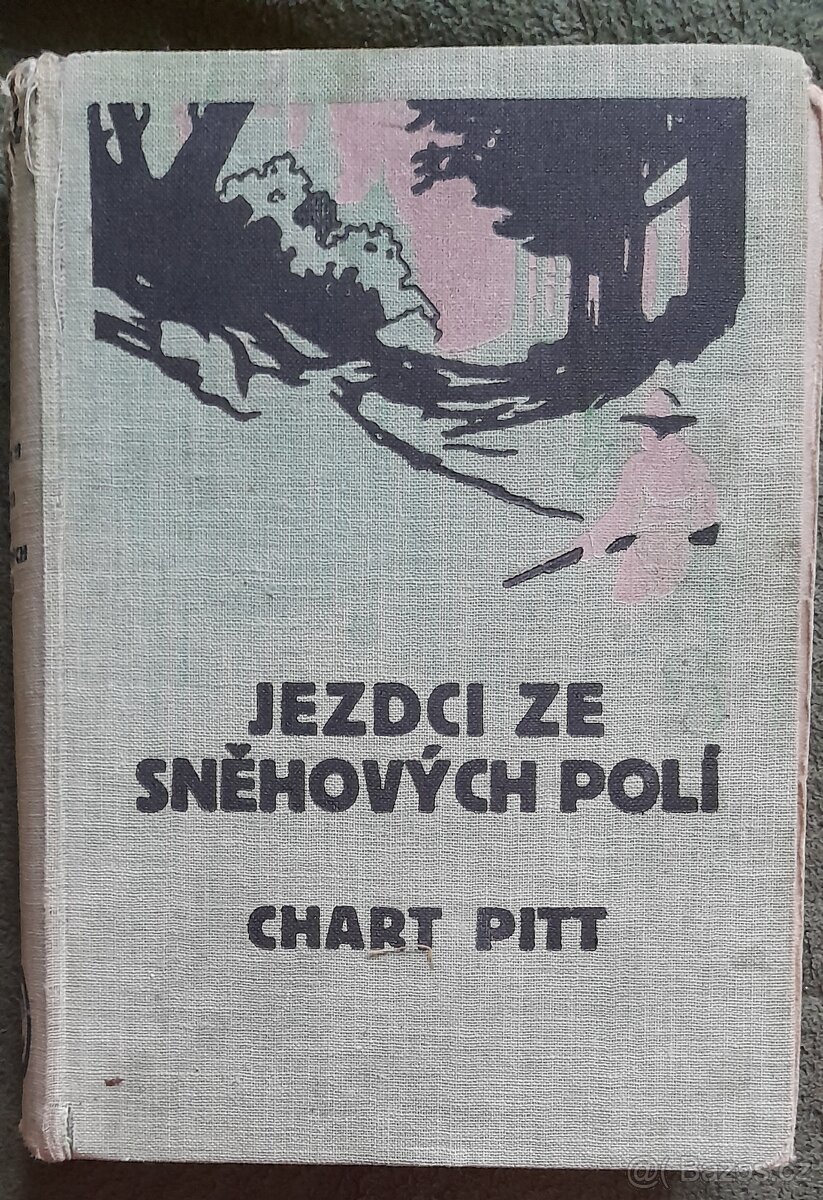 JEZDCI ZE
SNĚHOVÝCH POLÍ
CHART PITT
@( Bazos.cz